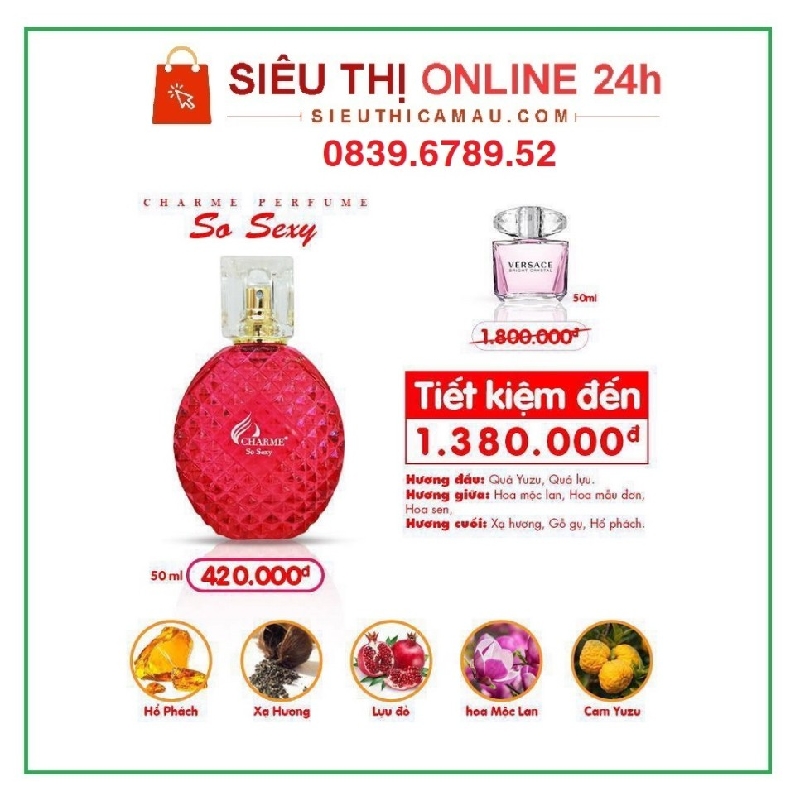 SIÊU THỊ ONLINE 24h
SIEUTHICAMAU.COM
0839.6789.52
CHARME PERFUME
So Sexy
VERSACE
BRIGHT CRYSTAL
50ml
1.800.000đ
Tiết kiệm đến
1.380.000đ
CHARME
So Sexy
Hương đầu: Quả Yuzu, Quả lựu.
Hương giữa: Hoa mộc lan, Hoa mẫu đơn,
Hoa sen,
Hương cuối: Xạ hương, Gỗ gụ, Hổ phách.
50 ml 420.000đ
Hổ Phách
Xạ Hương
Lựu đỏ
hoa Mộc Lan
Cam Yuzu